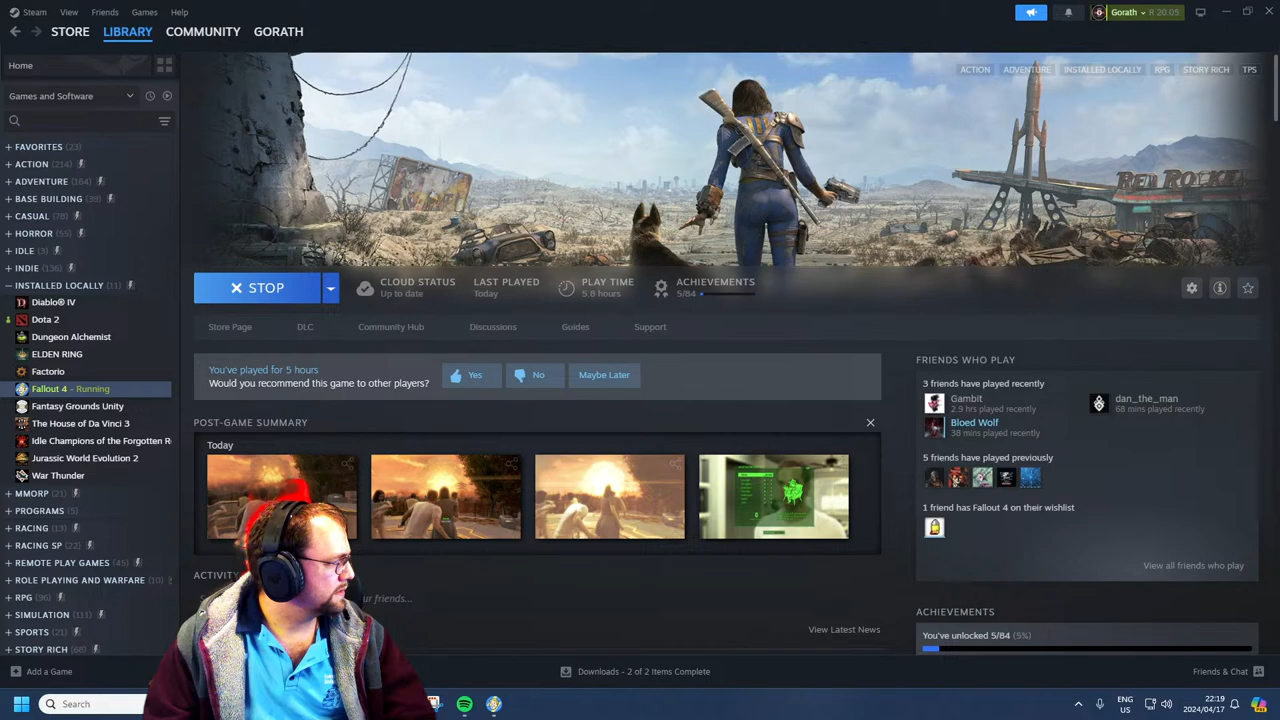 Steam View Friends Games Help
Gorath R 20.05
STORE LIBRARY COMMUNITY GORATH
Home
Games and Software
FAVORITES (23)
ACTION (214)
ADVENTURE (184)
BASE BUILDING (39)
CASUAL (78)
HORROR (55)
IDLE (3)
INDIE (136)
INSTALLED LOCALLY (11)
Diablo® IV
Dota 2
Dungeon Alchemist
ELDEN RING
Factorio
Fallout 4 - Running
Fantasy Grounds Unity
The House of Da Vinci 3
Idle Champions of the Forgotten R
Jurassic World Evolution 2
War Thunder
MMORP (21)
PROGRAMS (5)
RACING (13)
RACING SP (22)
REMOTE PLAY GAMES (45)
ROLE PLAYING AND WARFARE (10)
RPG (96)
SIMULATION (111)
SPORTS (21)
STORY RICH (68)
Add a Game
ACTION ADVENTURE INSTALLED LOCALLY RPG STORY RICH TPS
RED ROCKET
STOP
CLOUD STATUS
Up to date
LAST PLAYED
Today
PLAY TIME
5.8 hours
ACHIEVEMENTS
5/84
Store Page DLC Community Hub Discussions Guides Support
You've played for 5 hours
Would you recommend this game to other players?
Yes No Maybe Later
POST-GAME SUMMARY
Today
ACTIVITY
ur friends...
View Latest News
FRIENDS WHO PLAY
3 friends have played recently
Gambit
2.9 hrs played recently
dan_the_man
68 mins played recently
Bloed Wolf
38 mins played recently
5 friends have played previously
1 friend has Fallout 4 on their wishlist
View all friends who play
ACHIEVEMENTS
You've unlocked 5/84 (5%)
Downloads - 2 of 2 Items Complete
Friends & Chat
Search
ENG
US
22:19
2024/04/17